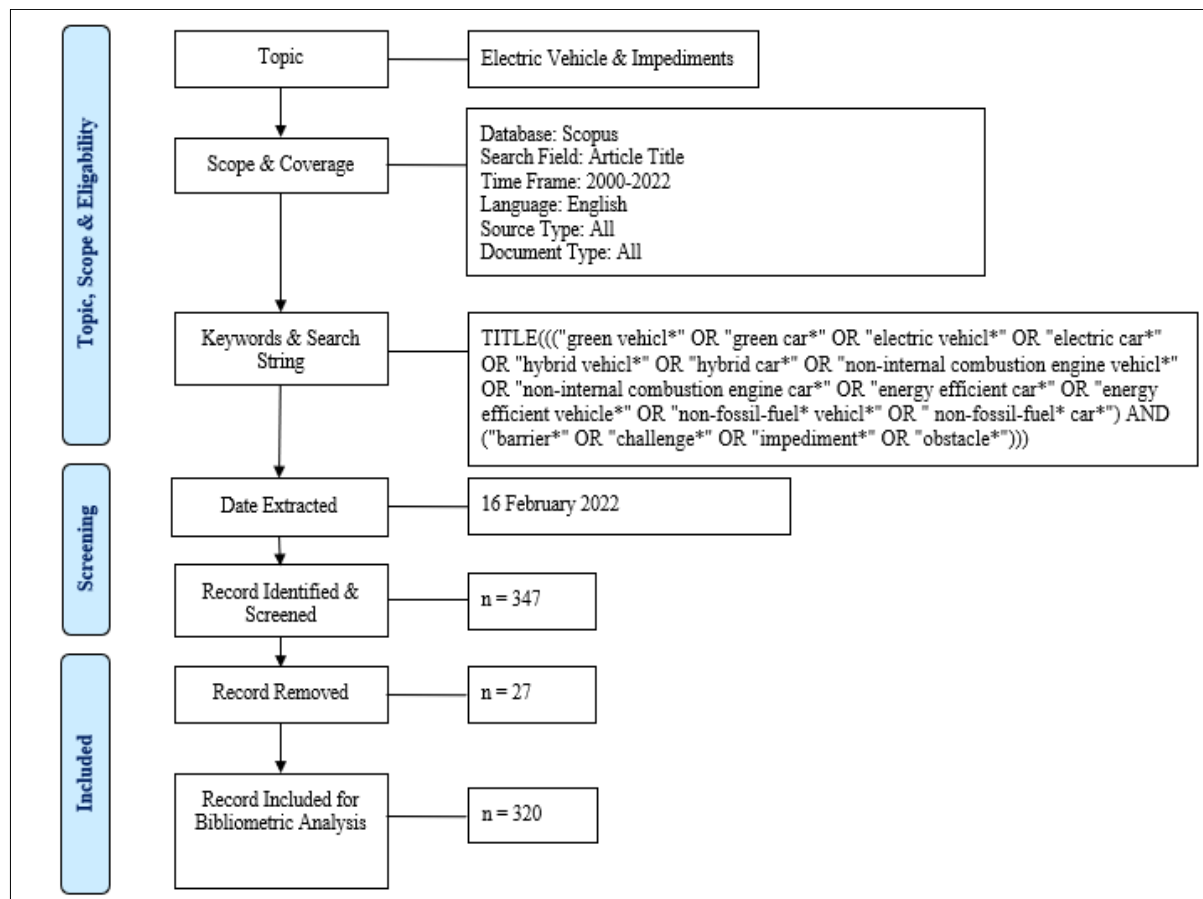 Topic, Scope & Eligability
Topic
Electric Vehicle & Impediments
Scope & Coverage
Database: Scopus
Search Field: Article Title
Time Frame: 2000-2022
Language: English
Source Type: All
Document Type: All
Keywords & Search
String
TITLE((("green vehicl*" OR "green car*" OR "electric vehicl*" OR "electric car*"
OR "hybrid vehicl*" OR "hybrid car*" OR "non-internal combustion engine vehicl*"
OR "non-internal combustion engine car*" OR "energy efficient car*" OR "energy
efficient vehicle*" OR "non-fossil-fuel* vehicl*" OR " non-fossil-fuel* car*") AND
("barrier*" OR "challenge*" OR "impediment*" OR "obstacle*")))
Screening
Date Extracted
16 February 2022
Record Identified &
Screened
n = 347
Included
Record Removed
n = 27
Record Included for
Bibliometric Analysis
n = 320